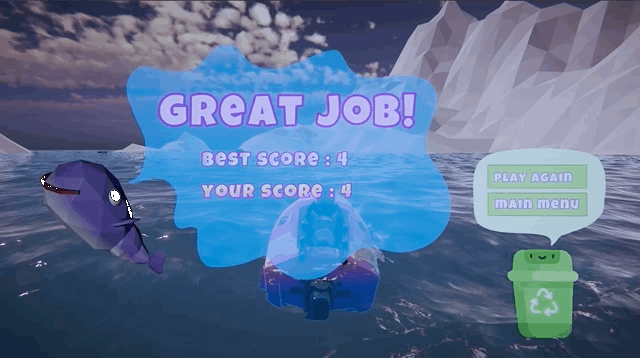 GREAT JOB!
BEST SCORE : 4
YOUR SCORE : 4
PLAY AGAIN
MAIN MENU